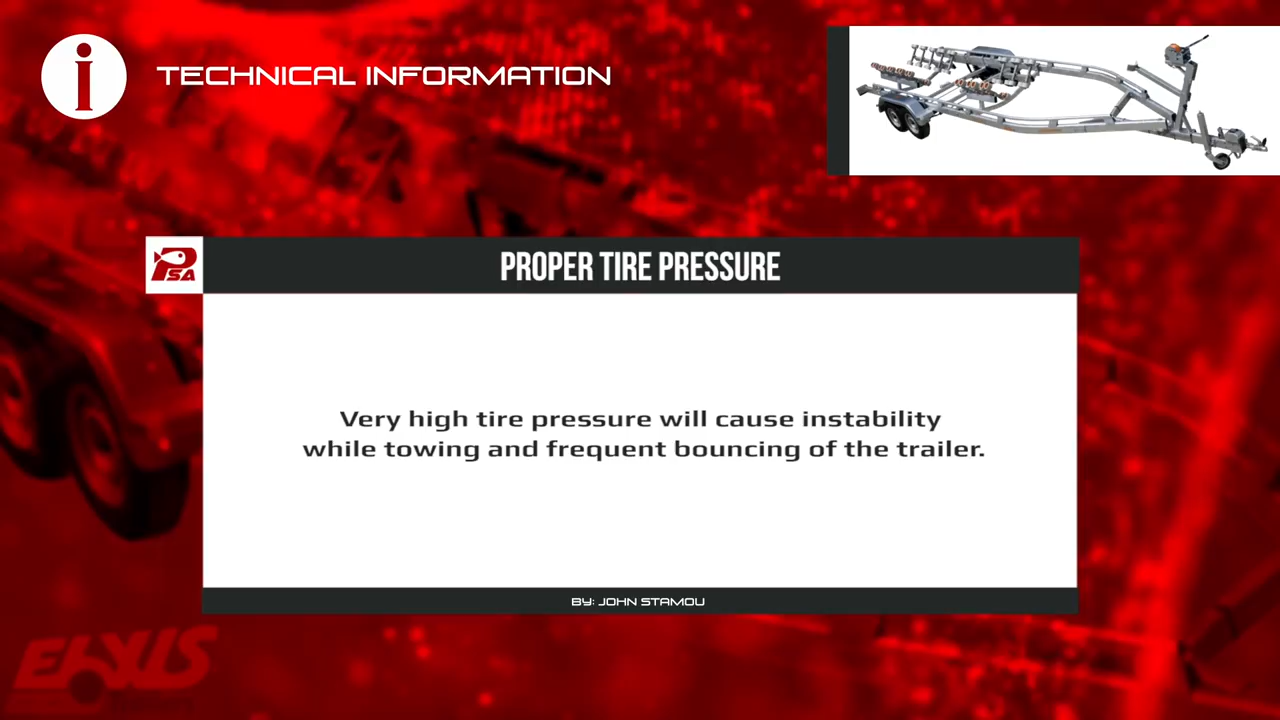 i TECHNICAL INFORMATION
PSA PROPER TIRE PRESSURE
Very high tire pressure will cause instability
while towing and frequent bouncing of the trailer.
BY: JOHN STAMOU